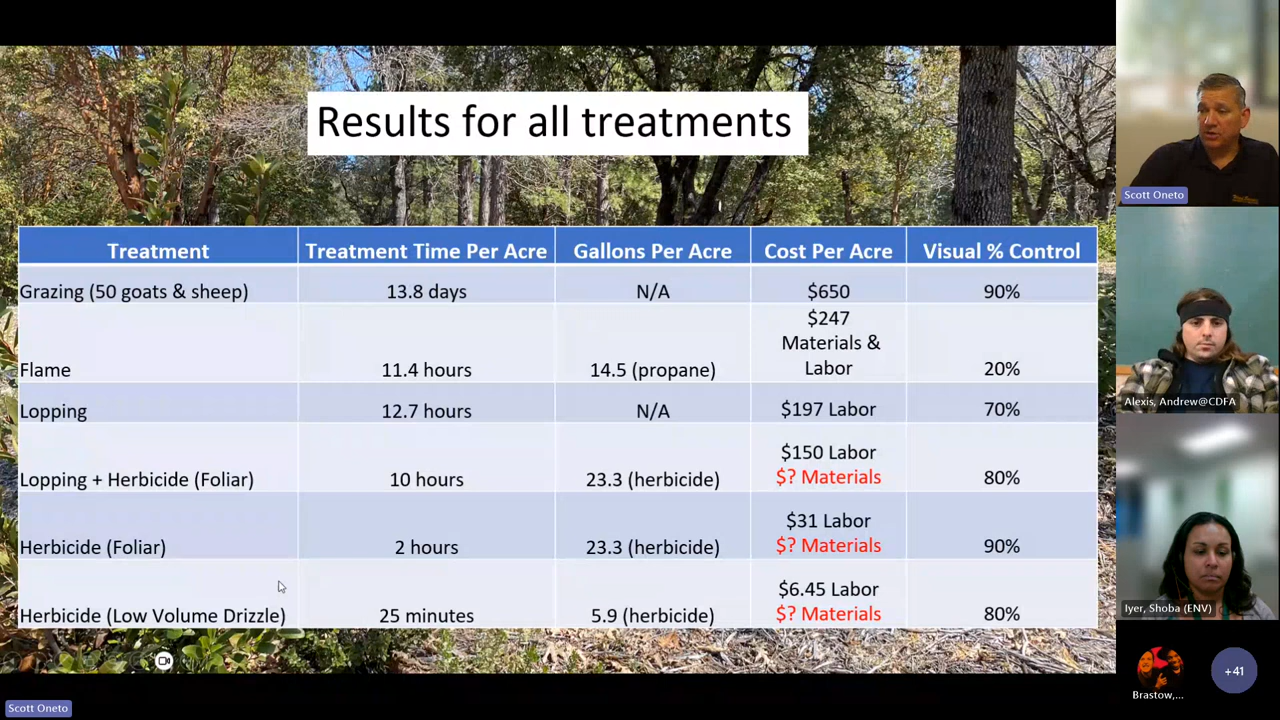 Results for all treatments
Treatment Treatment Time Per Acre Gallons Per Acre Cost Per Acre Visual % Control
Grazing (50 goats & sheep) 13.8 days N/A $650 90%
$247
Materials &
Labor
Flame 11.4 hours 14.5 (propane) 20%
Lopping 12.7 hours N/A $197 Labor 70%
$150 Labor
Lopping + Herbicide (Foliar) 10 hours 23.3 (herbicide) $? Materials 80%
$31 Labor
Herbicide (Foliar) 2 hours 23.3 (herbicide) $? Materials 90%
$6.45 Labor
Herbicide (Low Volume Drizzle) 25 minutes 5.9 (herbicide) $? Materials 80%
Scott Oneto
Scott Oneto
Alexis, Andrew@CDFA
Iyer, Shoba (ENV)
Brastow,...
+41